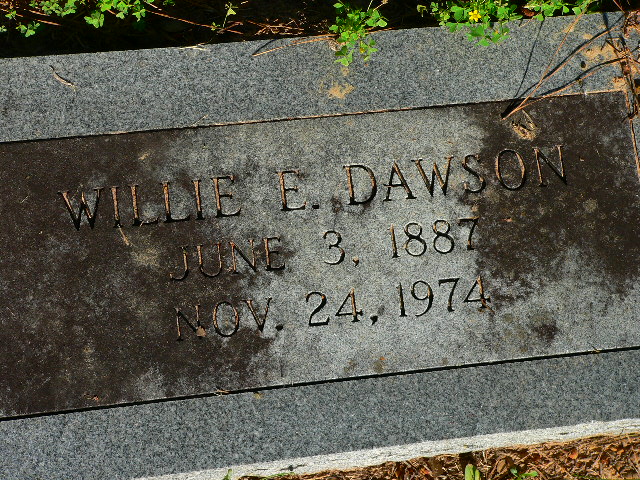 WILLIE E. DAWSON
JUNE 3, 1887
NOV. 24, 1974